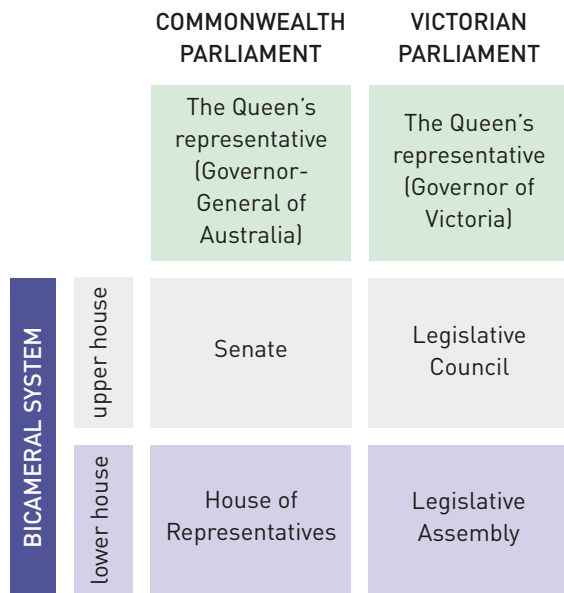 COMMONWEALTH
PARLIAMENT
VICTORIAN
PARLIAMENT
The Queen's
representative
(Governor-
General of
Australia)
The Queen's
representative
(Governor of
Victoria)
BICAMERAL SYSTEM
upper house
Senate
Legislative
Council
lower house
House of
Representatives
Legislative
Assembly